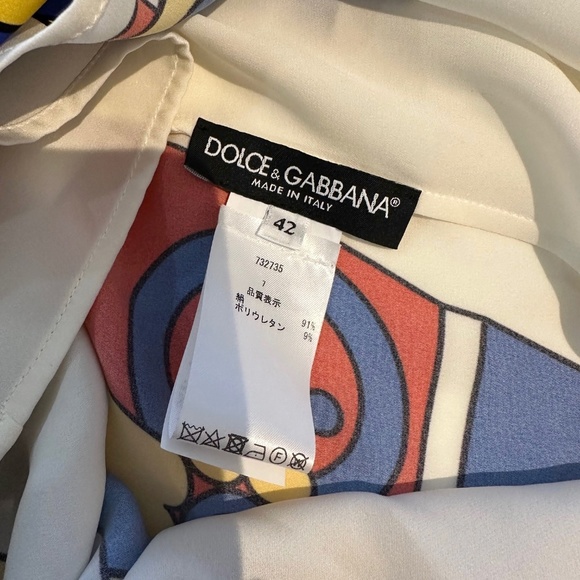 DOLCE & GABBANA®
MADE IN ITALY
42
732735
7
品質表示
絹 91%
ポリウレタン 9%